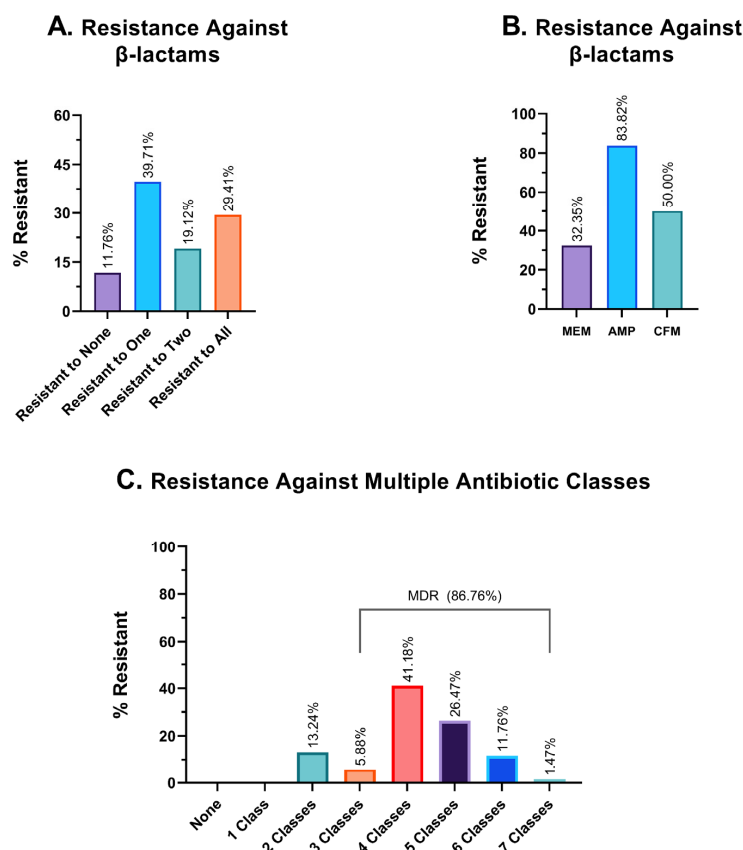 A. Resistance Against
β-lactams
% Resistant
60
45
30
15
0
11.76%
39.71%
19.12%
29.41%
Resistant to None
Resistant to One
Resistant to Two
Resistant to All
B. Resistance Against
β-lactams
% Resistant
100
80
60
40
20
0
32.35%
83.82%
50.00%
MEM AMP CFM
C. Resistance Against Multiple Antibiotic Classes
% Resistant
100
80
60
40
20
0
MDR (86.76%)
13.24%
5.88%
41.18%
26.47%
11.76%
1.47%
None
1 Class
2 Classes
3 Classes
4 Classes
5 Classes
6 Classes
7 Classes